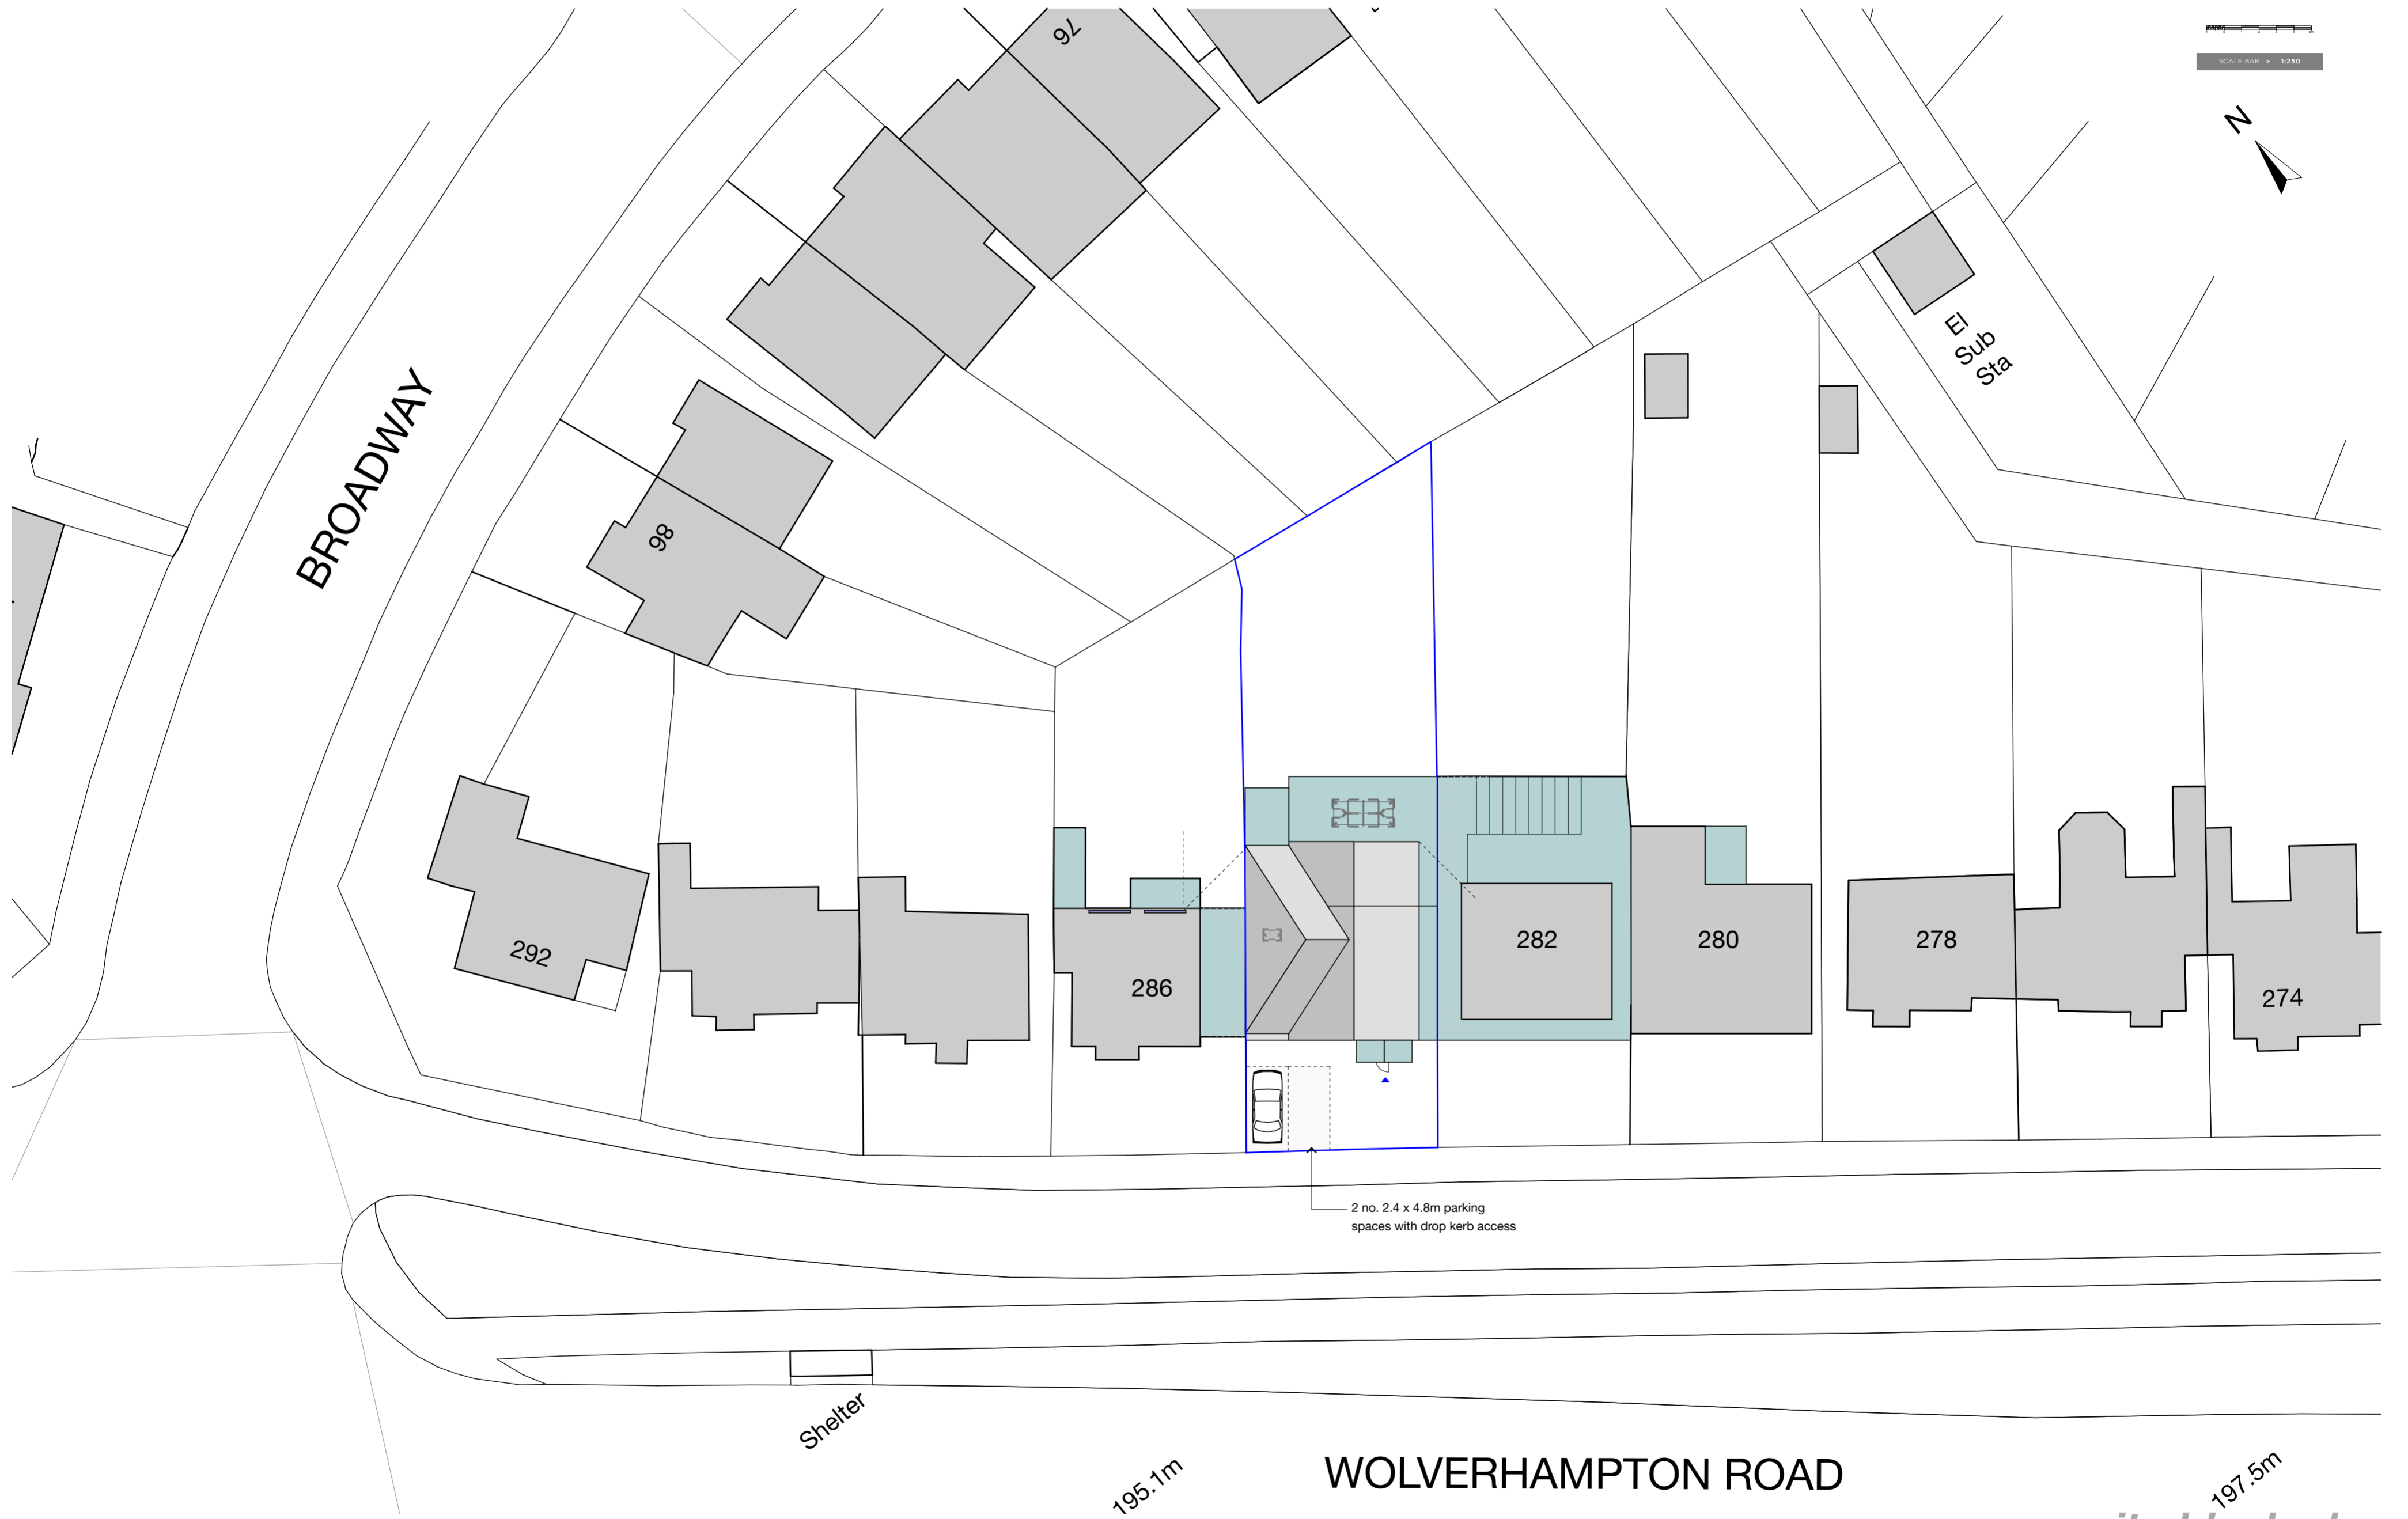 76
SCALE BAR > 1:250
N
El
Sub
Sta
BROADWAY
98
292
286
282
280
278
274
2 no. 2.4 x 4.8m parking
spaces with drop kerb access
Shelter
195.1m
WOLVERHAMPTON ROAD
197.5m